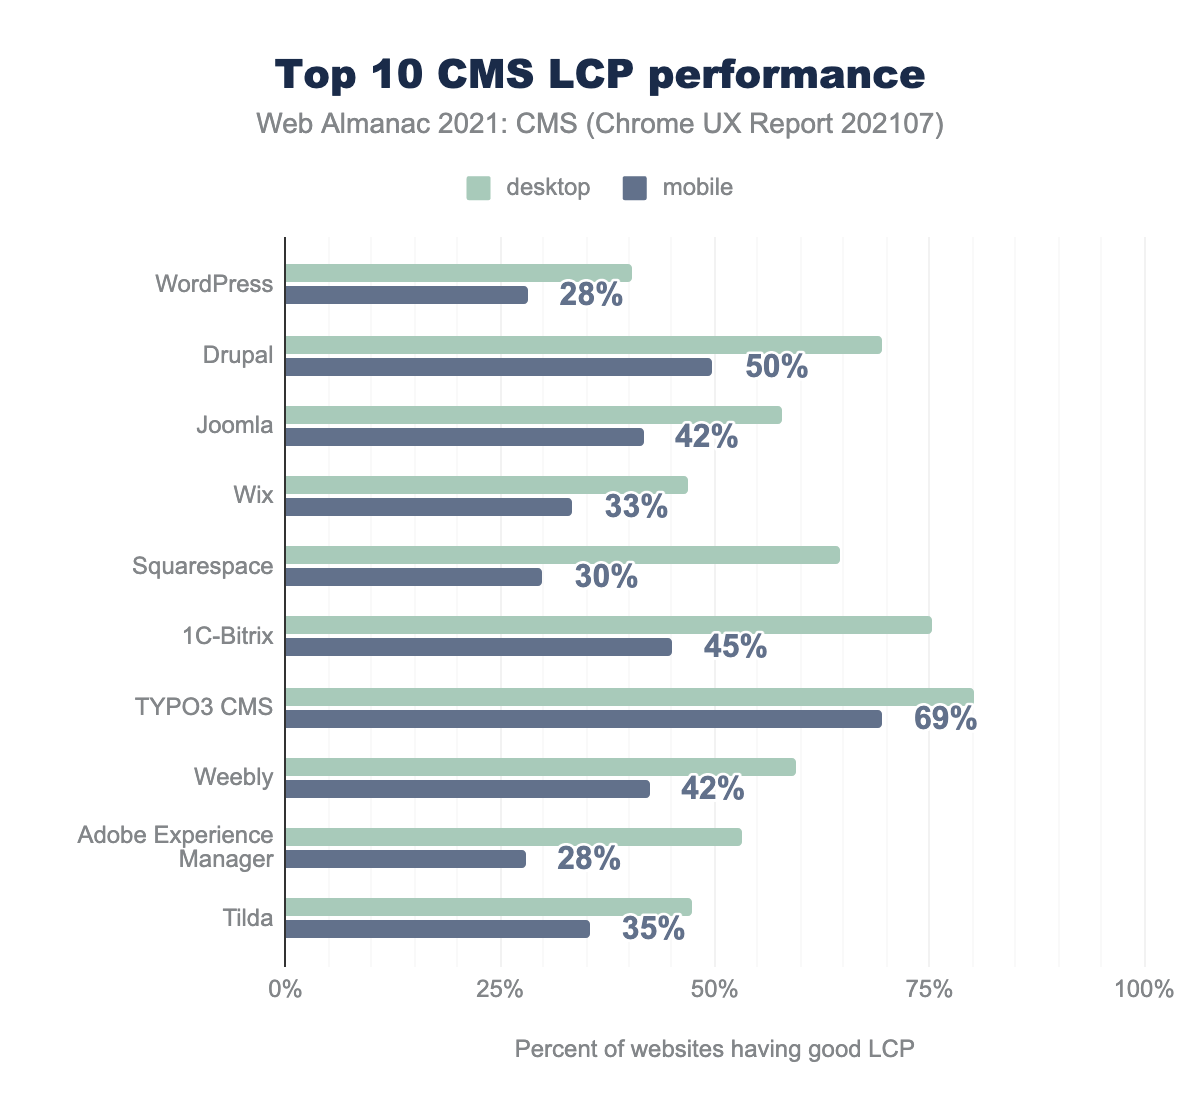 Top 10 CMS LCP performance
Web Almanac 2021: CMS (Chrome UX Report 202107)
desktop
mobile
WordPress
28%
Drupal
50%
Joomla
42%
Wix
33%
Squarespace
30%
1C-Bitrix
45%
TYPO3 CMS
69%
Weebly
42%
Adobe Experience
Manager
28%
Tilda
35%
0% 25% 50% 75% 100%
Percent of websites having good LCP